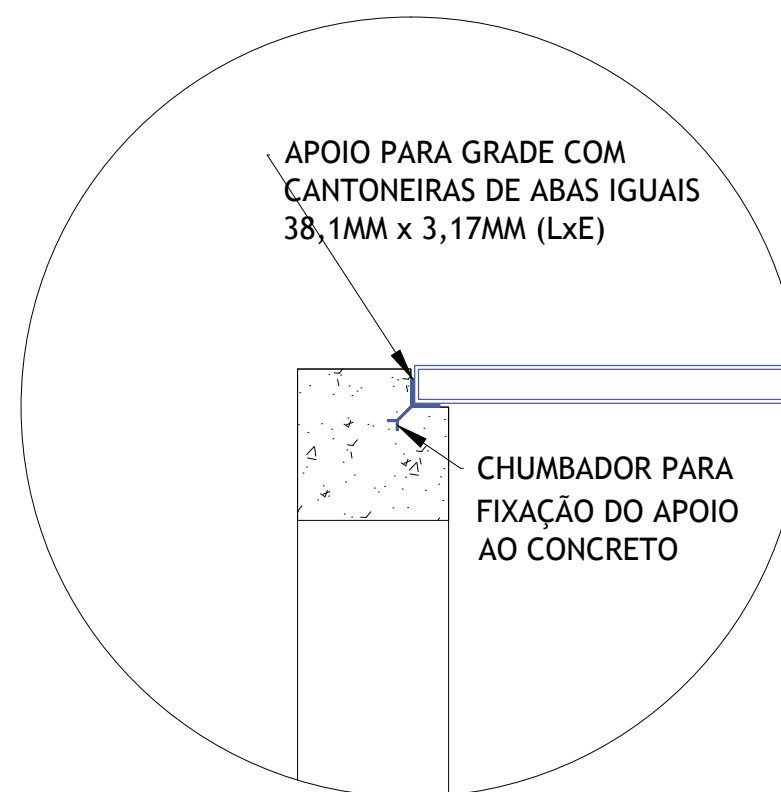 APOIO PARA GRADE COM
CANTONEIRAS DE ABAS IGUAIS
38,1MM x 3,17MM (LxE)
CHUMBADOR PARA
FIXAÇÃO DO APOIO
AO CONCRETO